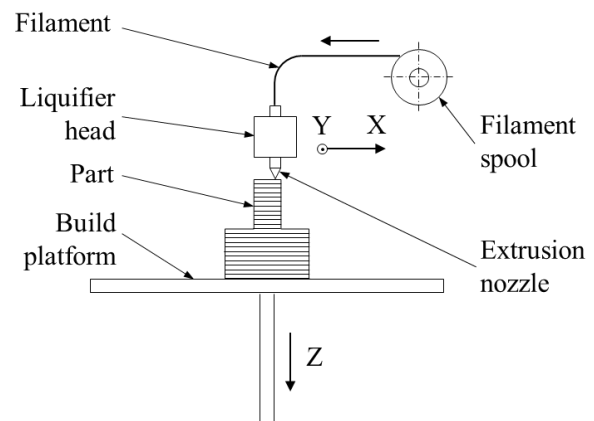 Filament
Liquifier
head
Part
Build
platform
Y
X
Filament
spool
Extrusion
nozzle
Z